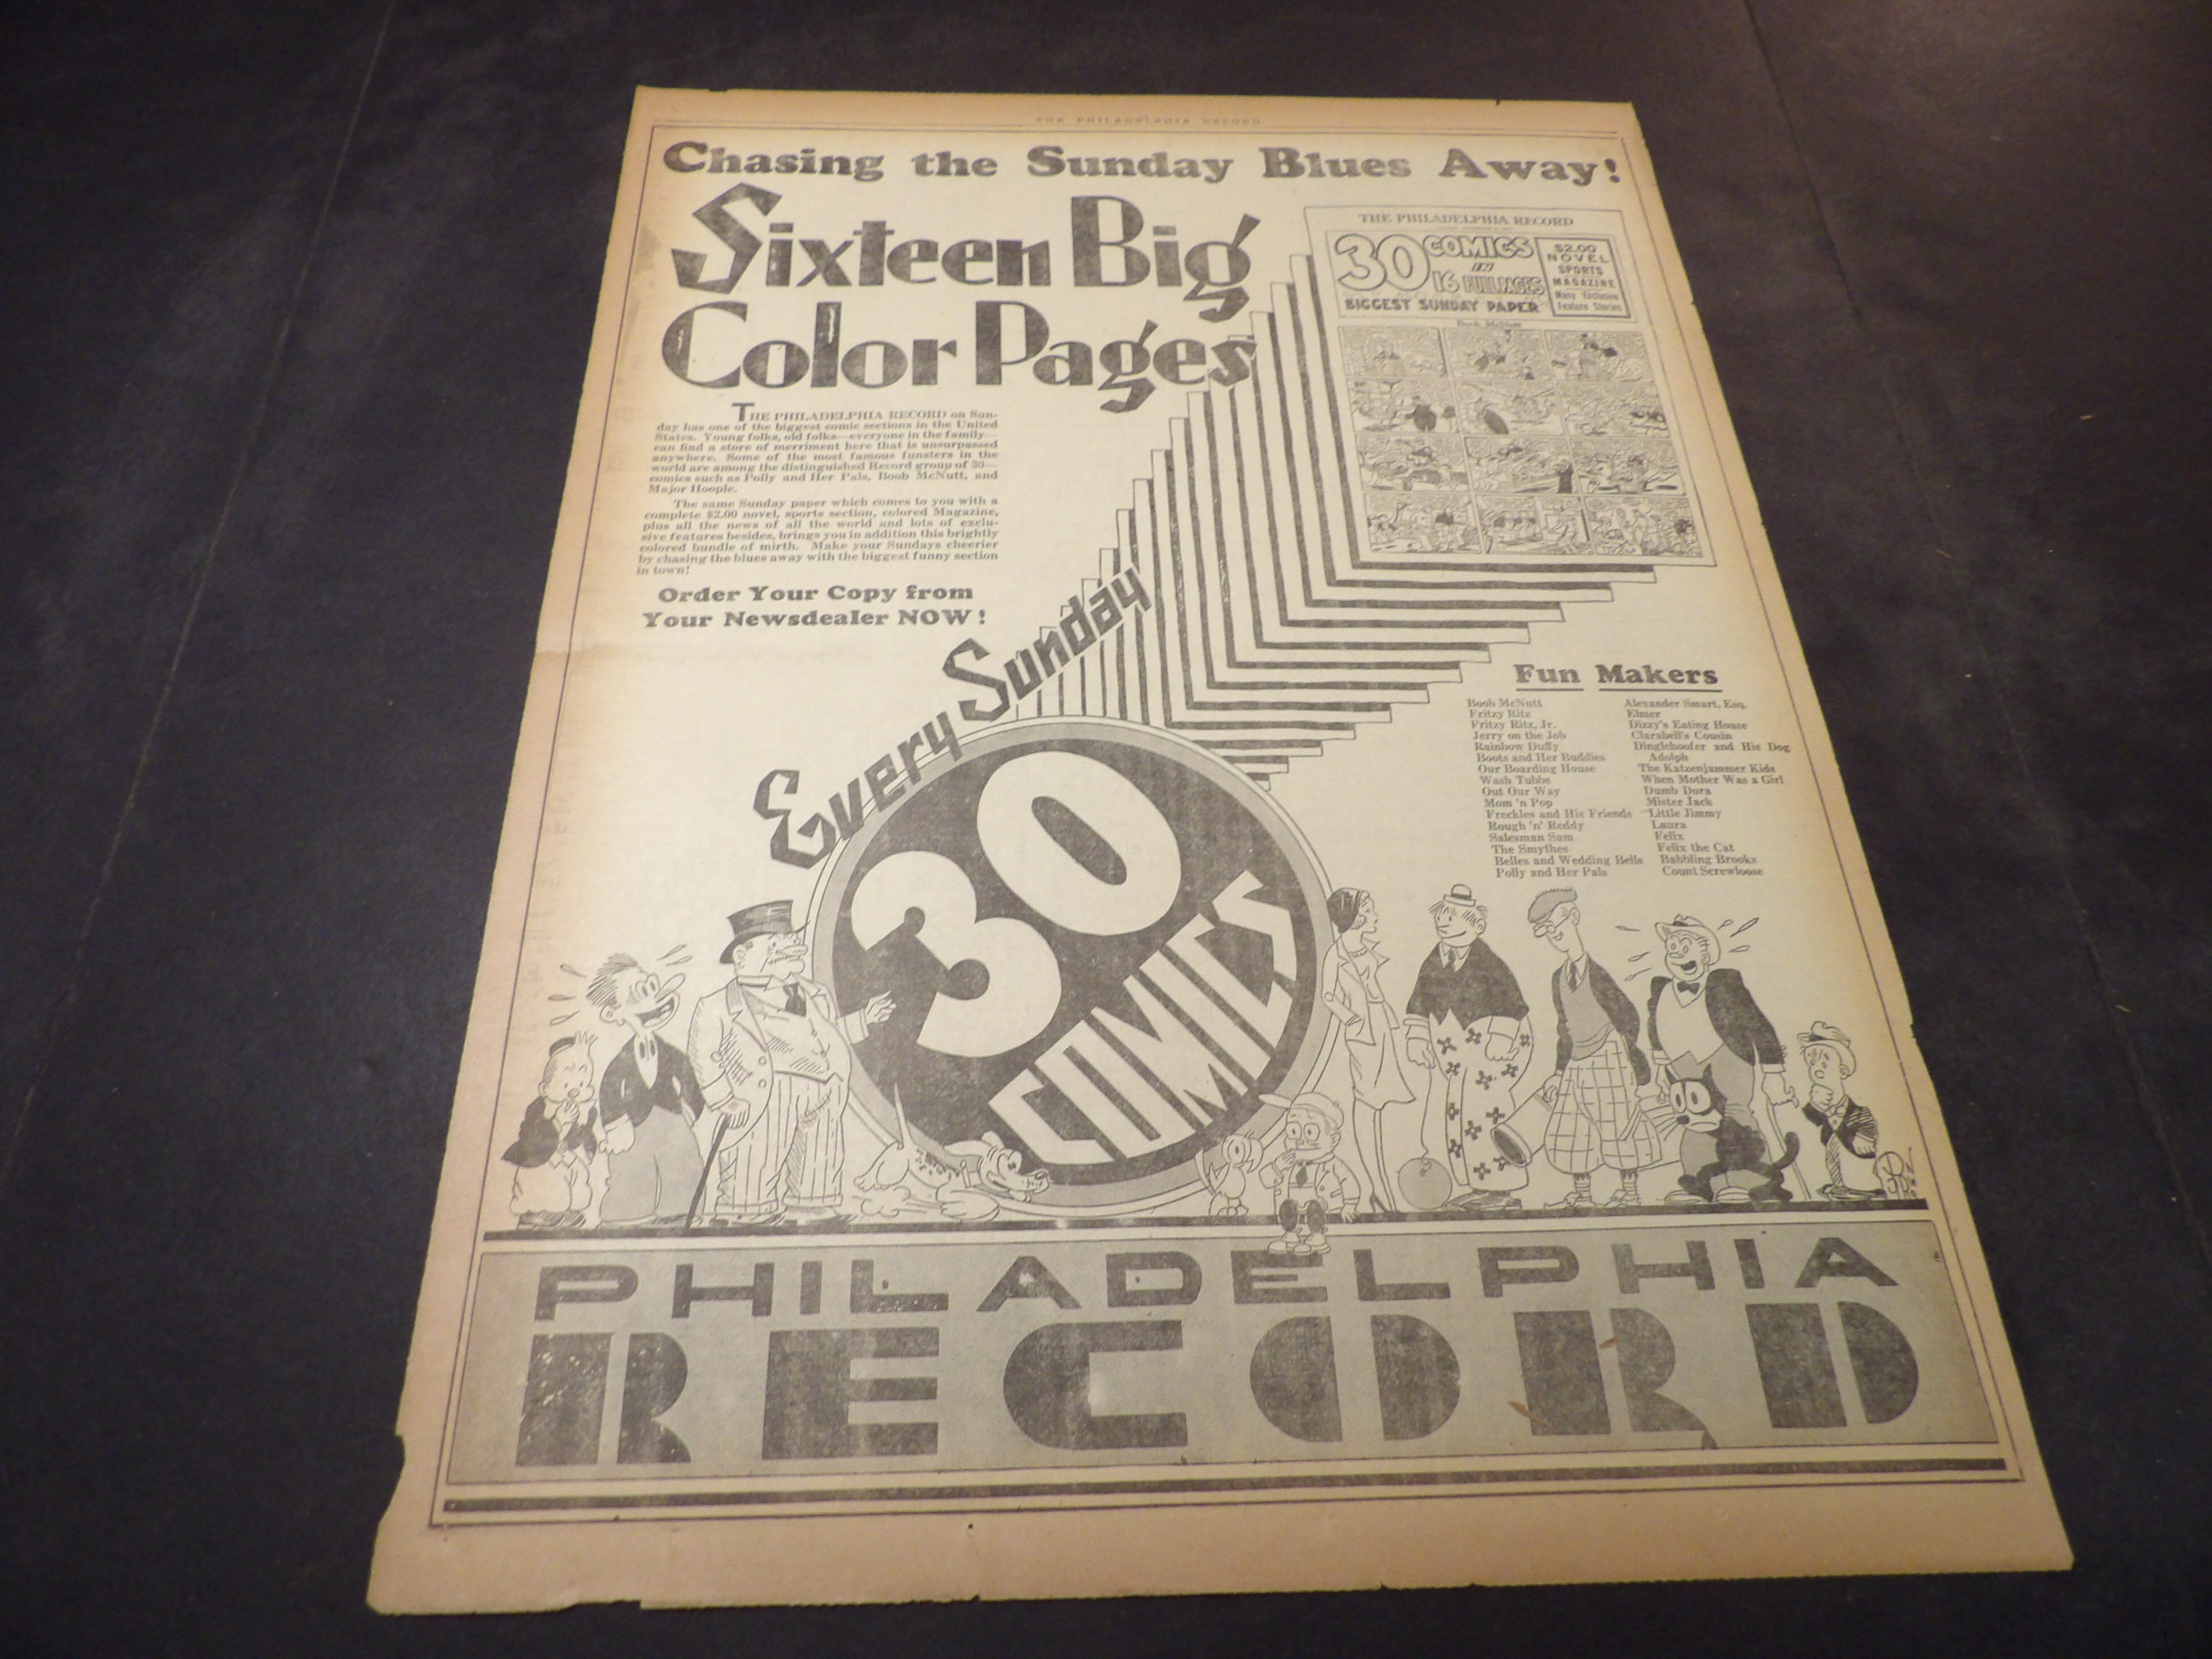 THE PHILADELPHIA RECORD
Chasing the Sunday Blues Away!
Sixteen Big
Color Pages
THE PHILADELPHIA RECORD on Sun-
day has one of the biggest comic sections in the United
States. Young folks, old folks—everyone in the family—
can find a store of merriment here that is unsurpassed
anywhere. Some of the most famous funsters in the
world are among the distinguished Record group of 30—
comics such as Polly and Her Pals, Boob McNutt, and
Major Hoople.
The same Sunday paper which comes to you with a
complete $2.00 novel, sports section, colored Magazine,
plus all the news of all the world and lots of exclu-
sive features besides, brings you in addition this brightly
colored bundle of mirth. Make your Sundays cheerier
by chasing the blues away with the biggest funny section
in town!
Order Your Copy from
Your Newsdealer NOW!
THE PHILADELPHIA RECORD
30 COMICS
IN
16 FULL PAGES
BIGGEST SUNDAY PAPER
$2.00
NOVEL
SPORTS
MAGAZINE
Many Exclusive
Feature Stories
Boob McNutt
Every Sunday
30
COMICS
Fun Makers
Boob McNutt
Fritzy Ritz
Fritzy Ritz, Jr.
Jerry on the Job
Rainbow Duffy
Boots and Her Buddies
Our Boarding House
Wash Tubbs
Out Our Way
Mom 'n Pop
Freckles and His Friends
Rough 'n' Reddy
Salesman Sam
The Smythes
Belles and Wedding Bells
Polly and Her Pals
Alexander Smart, Esq.
Elmer
Dizzy's Eating House
Clarabell's Cousin
Dinglehoofer and His Dog
Adolph
The Katzenjammer Kids
When Mother Was a Girl
Dumb Dora
Mister Jack
Little Jimmy
Laura
Felix
Felix the Cat
Babbling Brooks
Count Screwloose
PHILADELPHIA
RECORD